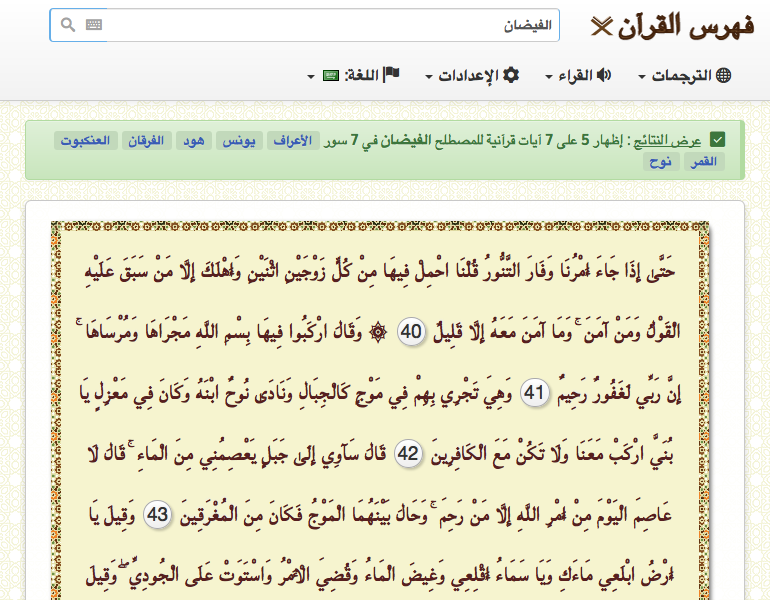 فهرس القرآن
الفيضان
الترجمات القراء الإعدادات اللغة:
عرض النتائج : إظهار 5 على 7 آيات قرآنية للمصطلح الفيضان في 7 سور الأعراف يونس هود الفرقان العنكبوت
القمر نوح
حَتَّىٰ إِذَا جَاءَ أَمْرُنَا وَفَارَ التَّنُّورُ قُلْنَا احْمِلْ فِيهَا مِنْ كُلٍّ زَوْجَيْنِ اثْنَيْنِ وَأَهْلَكَ إِلَّا مَنْ سَبَقَ عَلَيْهِ
الْقَوْلُ وَمَنْ آمَنَ ۚ وَمَا آمَنَ مَعَهُ إِلَّا قَلِيلٌ 40 ۞ وَقَالَ ارْكَبُوا فِيهَا بِسْمِ اللَّهِ مَجْرَاهَا وَمُرْسَاهَا ۚ
إِنَّ رَبِّي لَغَفُورٌ رَحِيمٌ 41 وَهِيَ تَجْرِي بِهِمْ فِي مَوْجٍ كَالْجِبَالِ وَنَادَىٰ نُوحٌ ابْنَهُ وَكَانَ فِي مَعْزِلٍ يَا
بُنَيَّ ارْكَبْ مَعَنَا وَلَا تَكُنْ مَعَ الْكَافِرِينَ 42 قَالَ سَآوِي إِلَىٰ جَبَلٍ يَعْصِمُنِي مِنَ الْمَاءِ ۚ قَالَ لَا
عَاصِمَ الْيَوْمَ مِنْ أَمْرِ اللَّهِ إِلَّا مَنْ رَحِمَ ۚ وَحَالَ بَيْنَهُمَا الْمَوْجُ فَكَانَ مِنَ الْمُغْرَقِينَ 43 وَقِيلَ يَا
أَرْضُ ابْلَعِي مَاءَكِ وَيَا سَمَاءُ أَقْلِعِي وَغِيضَ الْمَاءُ وَقُضِيَ الْأَمْرُ وَاسْتَوَتْ عَلَى الْجُودِيِّ ۖ وَقِيلَ